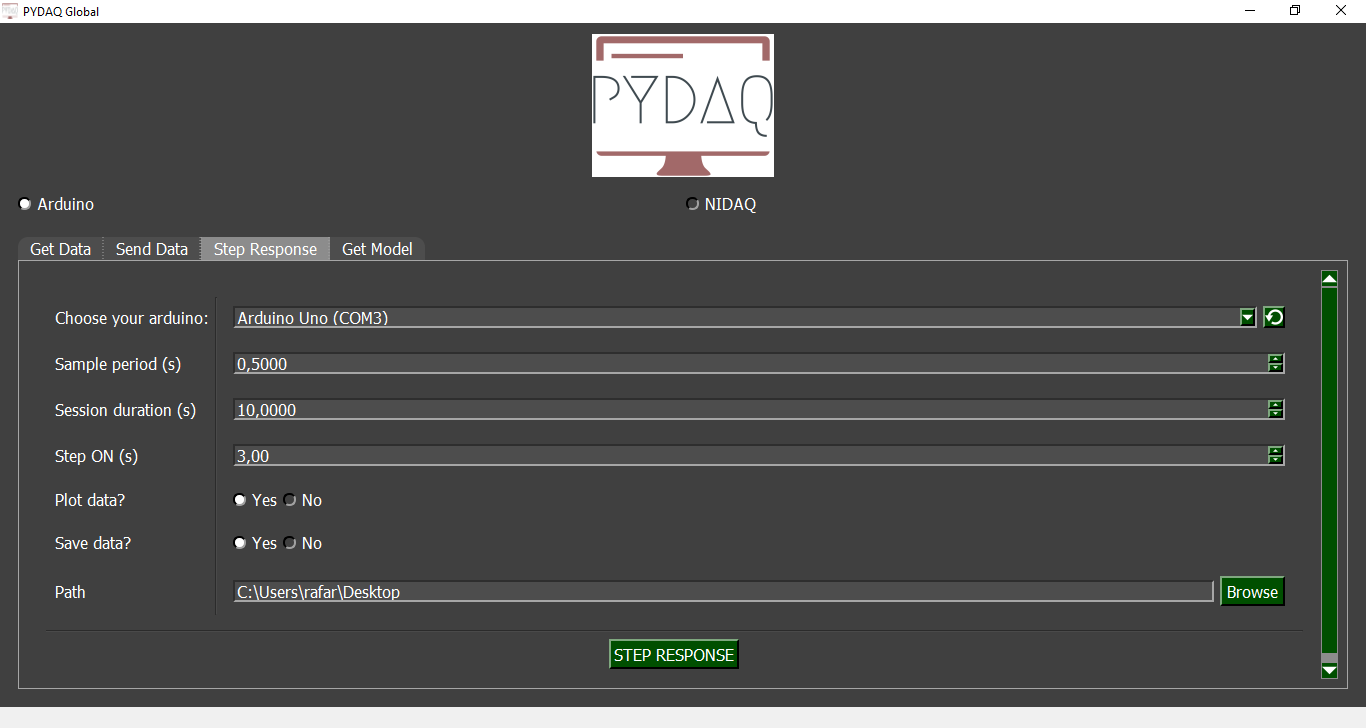 PYDAQ Global
PYDAQ
Arduino NIDAQ
Get Data Send Data Step Response Get Model
Choose your arduino: Arduino Uno (COM3)
Sample period (s) 0,5000
Session duration (s) 10,0000
Step ON (s) 3,00
Plot data? Yes No
Save data? Yes No
Path C:\Users\rafar\Desktop Browse
STEP RESPONSE